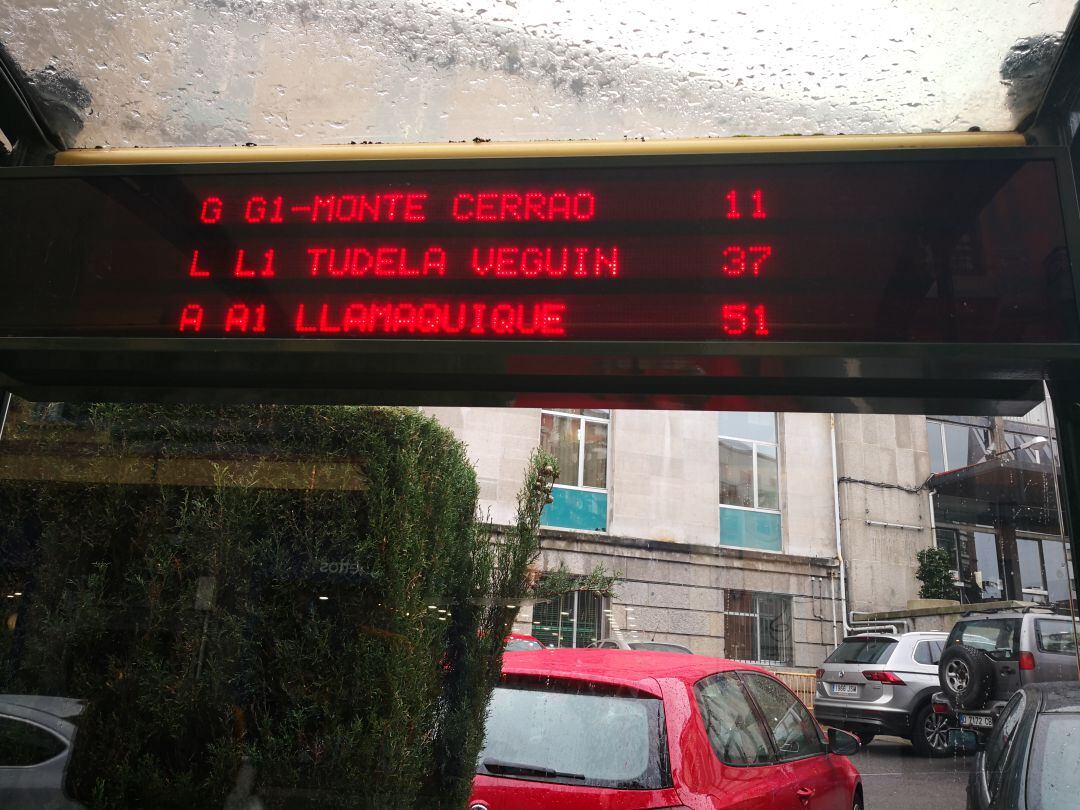 G G1-MONTE CERRAO 11
L L1 TUDELA VEGUIN 37
A A1 LLAMAQUIQUE 51